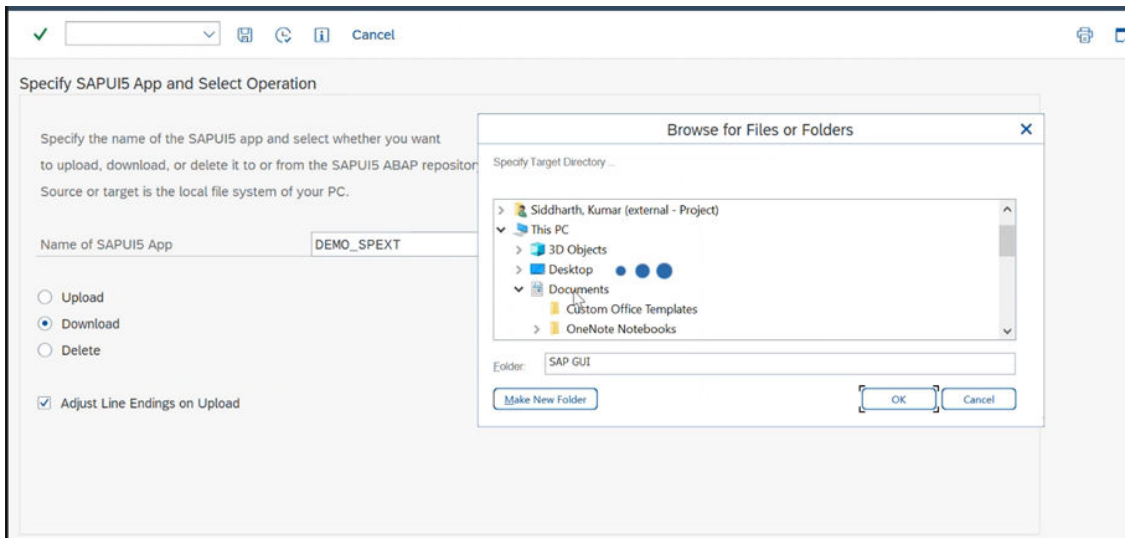 Cancel
Specify SAPUI5 App and Select Operation
Specify the name of the SAPUI5 app and select whether you want
to upload, download, or delete it to or from the SAPUI5 ABAP repositor
Source or target is the local file system of your PC.
Name of SAPUI5 App
DEMO_SPEXT
Upload
Download
Delete
Adjust Line Endings on Upload
Browse for Files or Folders
Specify Target Directory ...
Siddharth, Kumar (external - Project)
This PC
3D Objects
Desktop
Documents
Custom Office Templates
OneNote Notebooks
Folder:
SAP GUI
Make New Folder
OK
Cancel